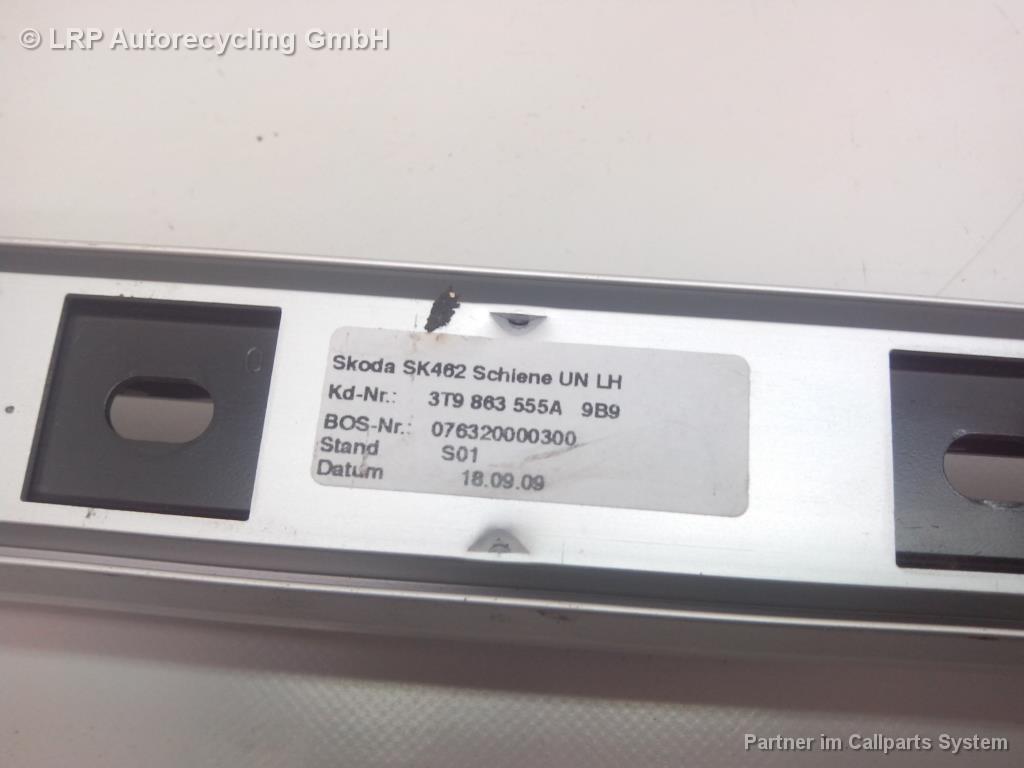 © LRP Autorecycling GmbH
Skoda SK462 Schiene UN LH
Kd-Nr.: 3T9 863 555A 9B9
BOS-Nr.: 076320000300
Stand S01
Datum 18.09.09
Partner im Callparts System